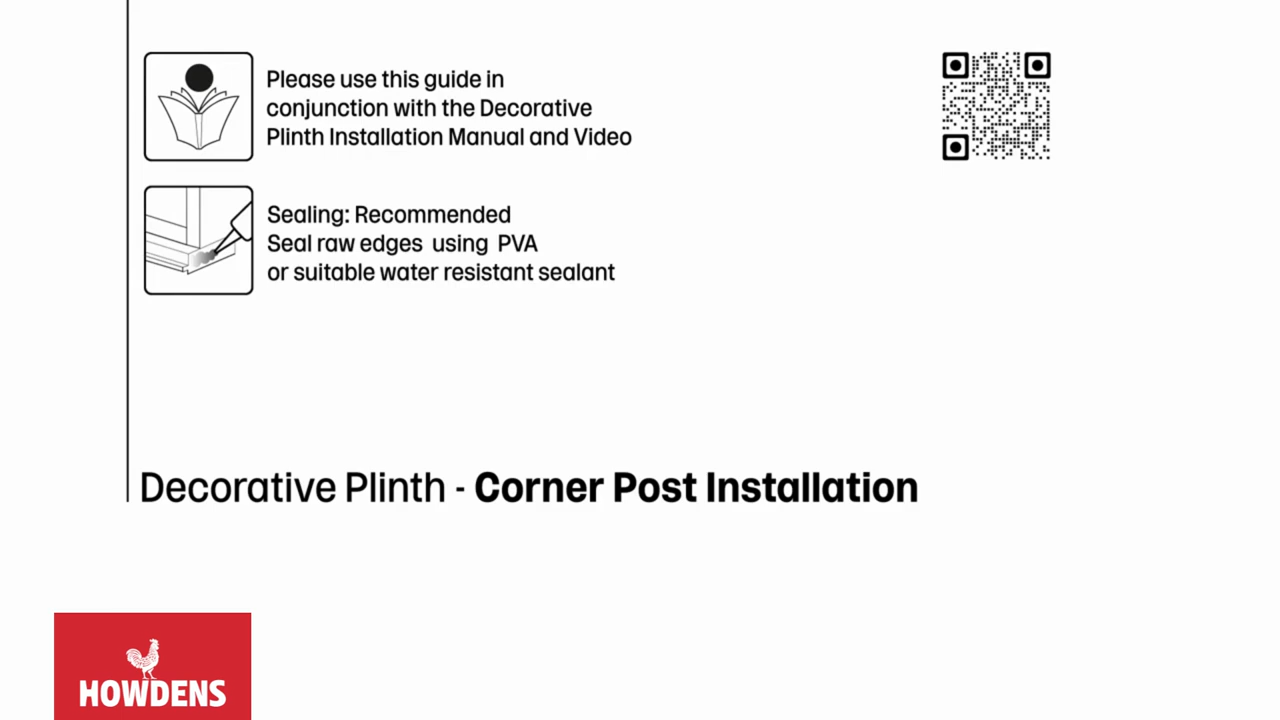 Please use this guide in
conjunction with the Decorative
Plinth Installation Manual and Video
Sealing: Recommended
Seal raw edges using PVA
or suitable water resistant sealant
Decorative Plinth - Corner Post Installation
HOWDENS